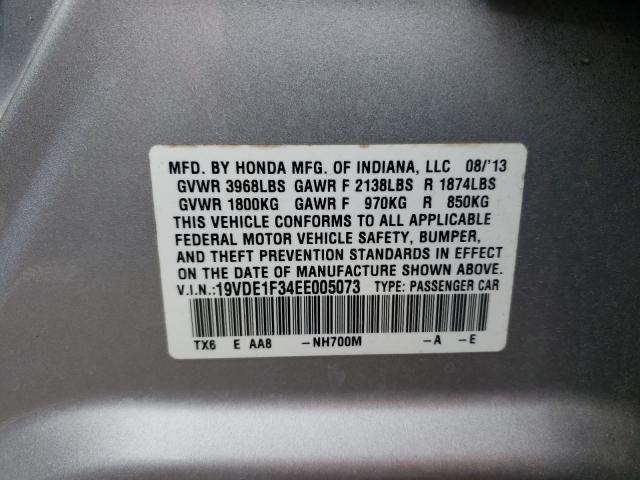 MFD. BY HONDA MFG. OF INDIANA, LLC 08/'13
GVWR 3968LBS GAWR F 2138LBS R 1874LBS
GVWR 1800KG GAWR F 970KG R 850KG
THIS VEHICLE CONFORMS TO ALL APPLICABLE
FEDERAL MOTOR VEHICLE SAFETY, BUMPER,
AND THEFT PREVENTION STANDARDS IN EFFECT
ON THE DATE OF MANUFACTURE SHOWN ABOVE.
V.I.N.:19VDE1F34EE005073 TYPE: PASSENGER CAR
TX6 E AA8 -NH700M -A -E